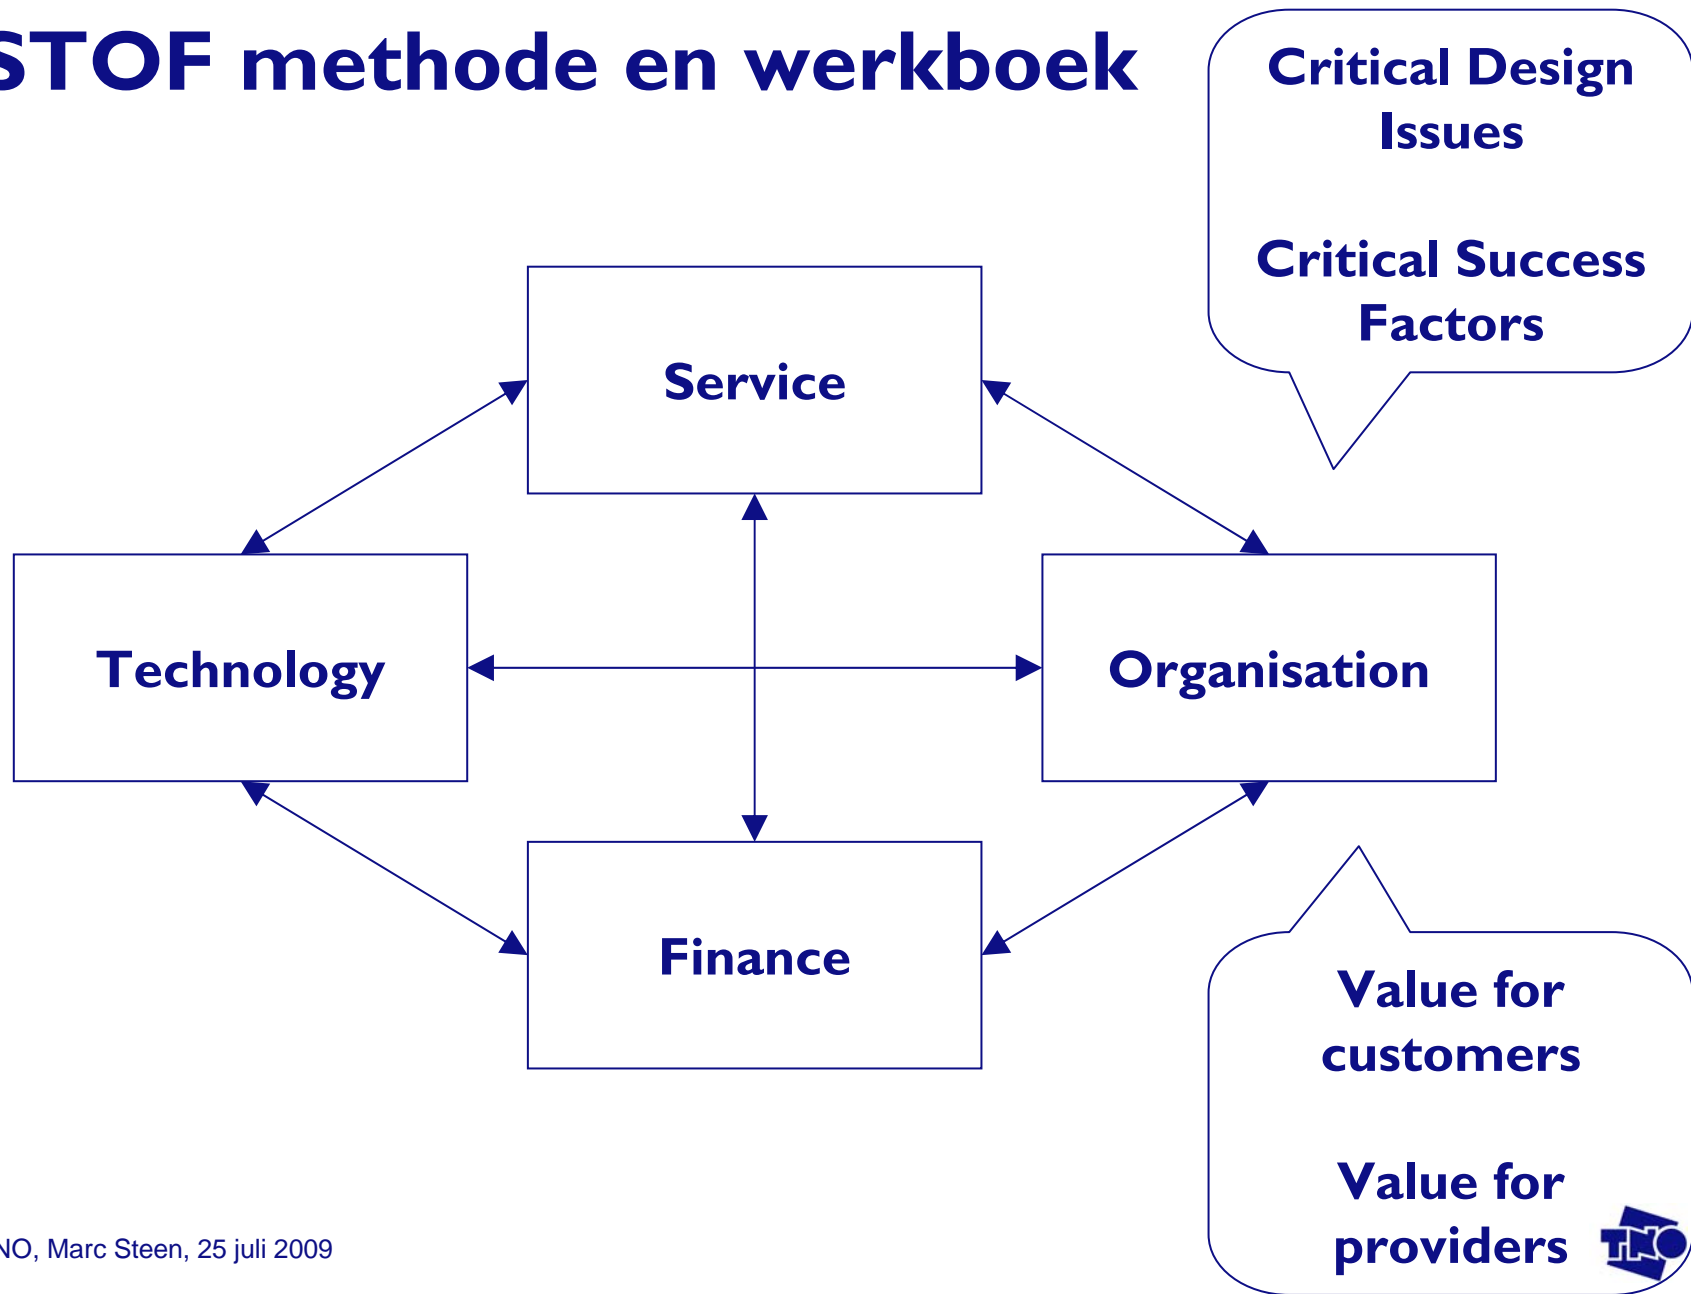 STOF methode en werkboek
Critical Design
Issues
Critical Success
Factors
Service
Technology
Organisation
Finance
Value for
customers
Value for
providers
NO, Marc Steen, 25 juli 2009
TNO